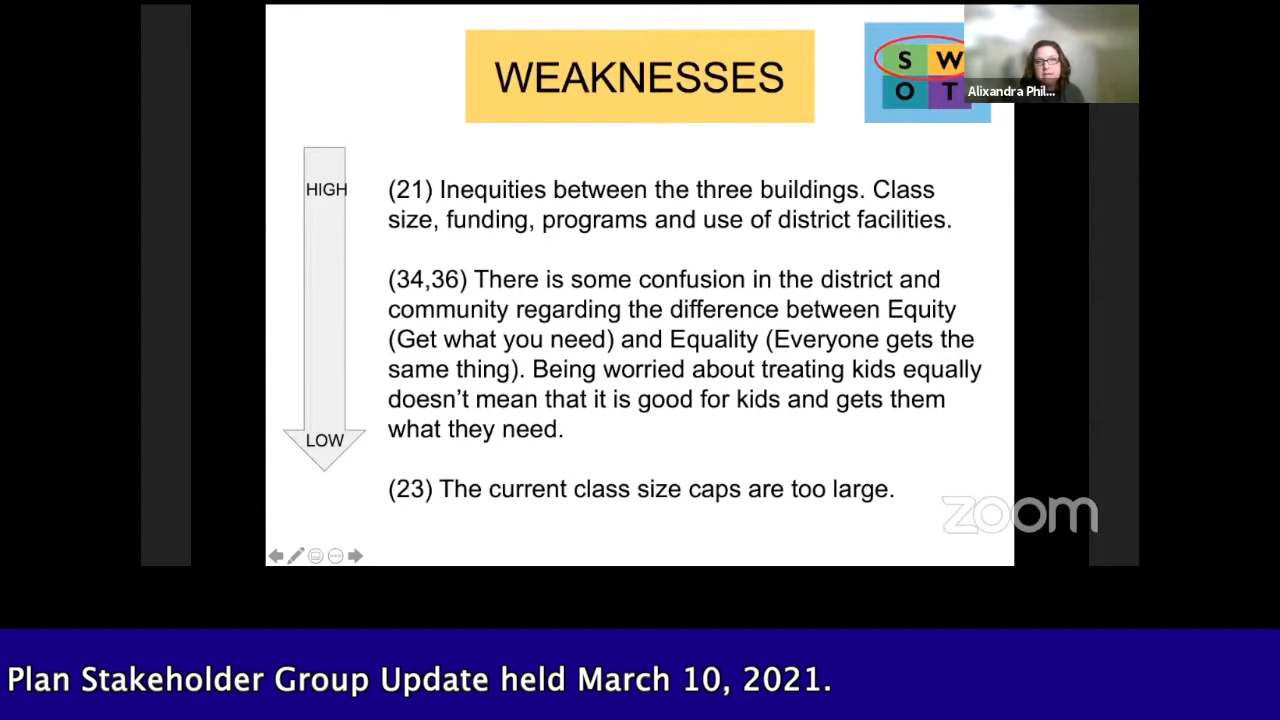 WEAKNESSES
S W
O T
Alixandra Phil...
HIGH
(21) Inequities between the three buildings. Class
size, funding, programs and use of district facilities.
(34,36) There is some confusion in the district and
community regarding the difference between Equity
(Get what you need) and Equality (Everyone gets the
same thing). Being worried about treating kids equally
doesn’t mean that it is good for kids and gets them
what they need.
LOW
(23) The current class size caps are too large.
zoom
Plan Stakeholder Group Update held March 10, 2021.